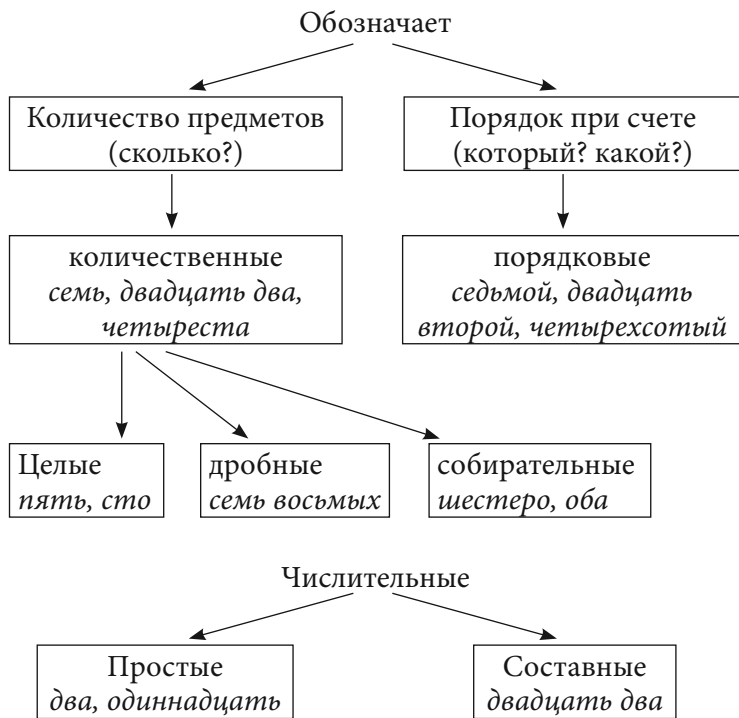 Обозначает
Количество предметов
(сколько?)
Порядок при счете
(который? какой?)
количественные
семь, двадцать два,
четыреста
порядковые
седьмой, двадцать
второй, четырехсотый
Целые
пять, сто
дробные
семь восьмых
собирательные
шестеро, оба
Числительные
Простые
два, одиннадцать
Составные
двадцать два